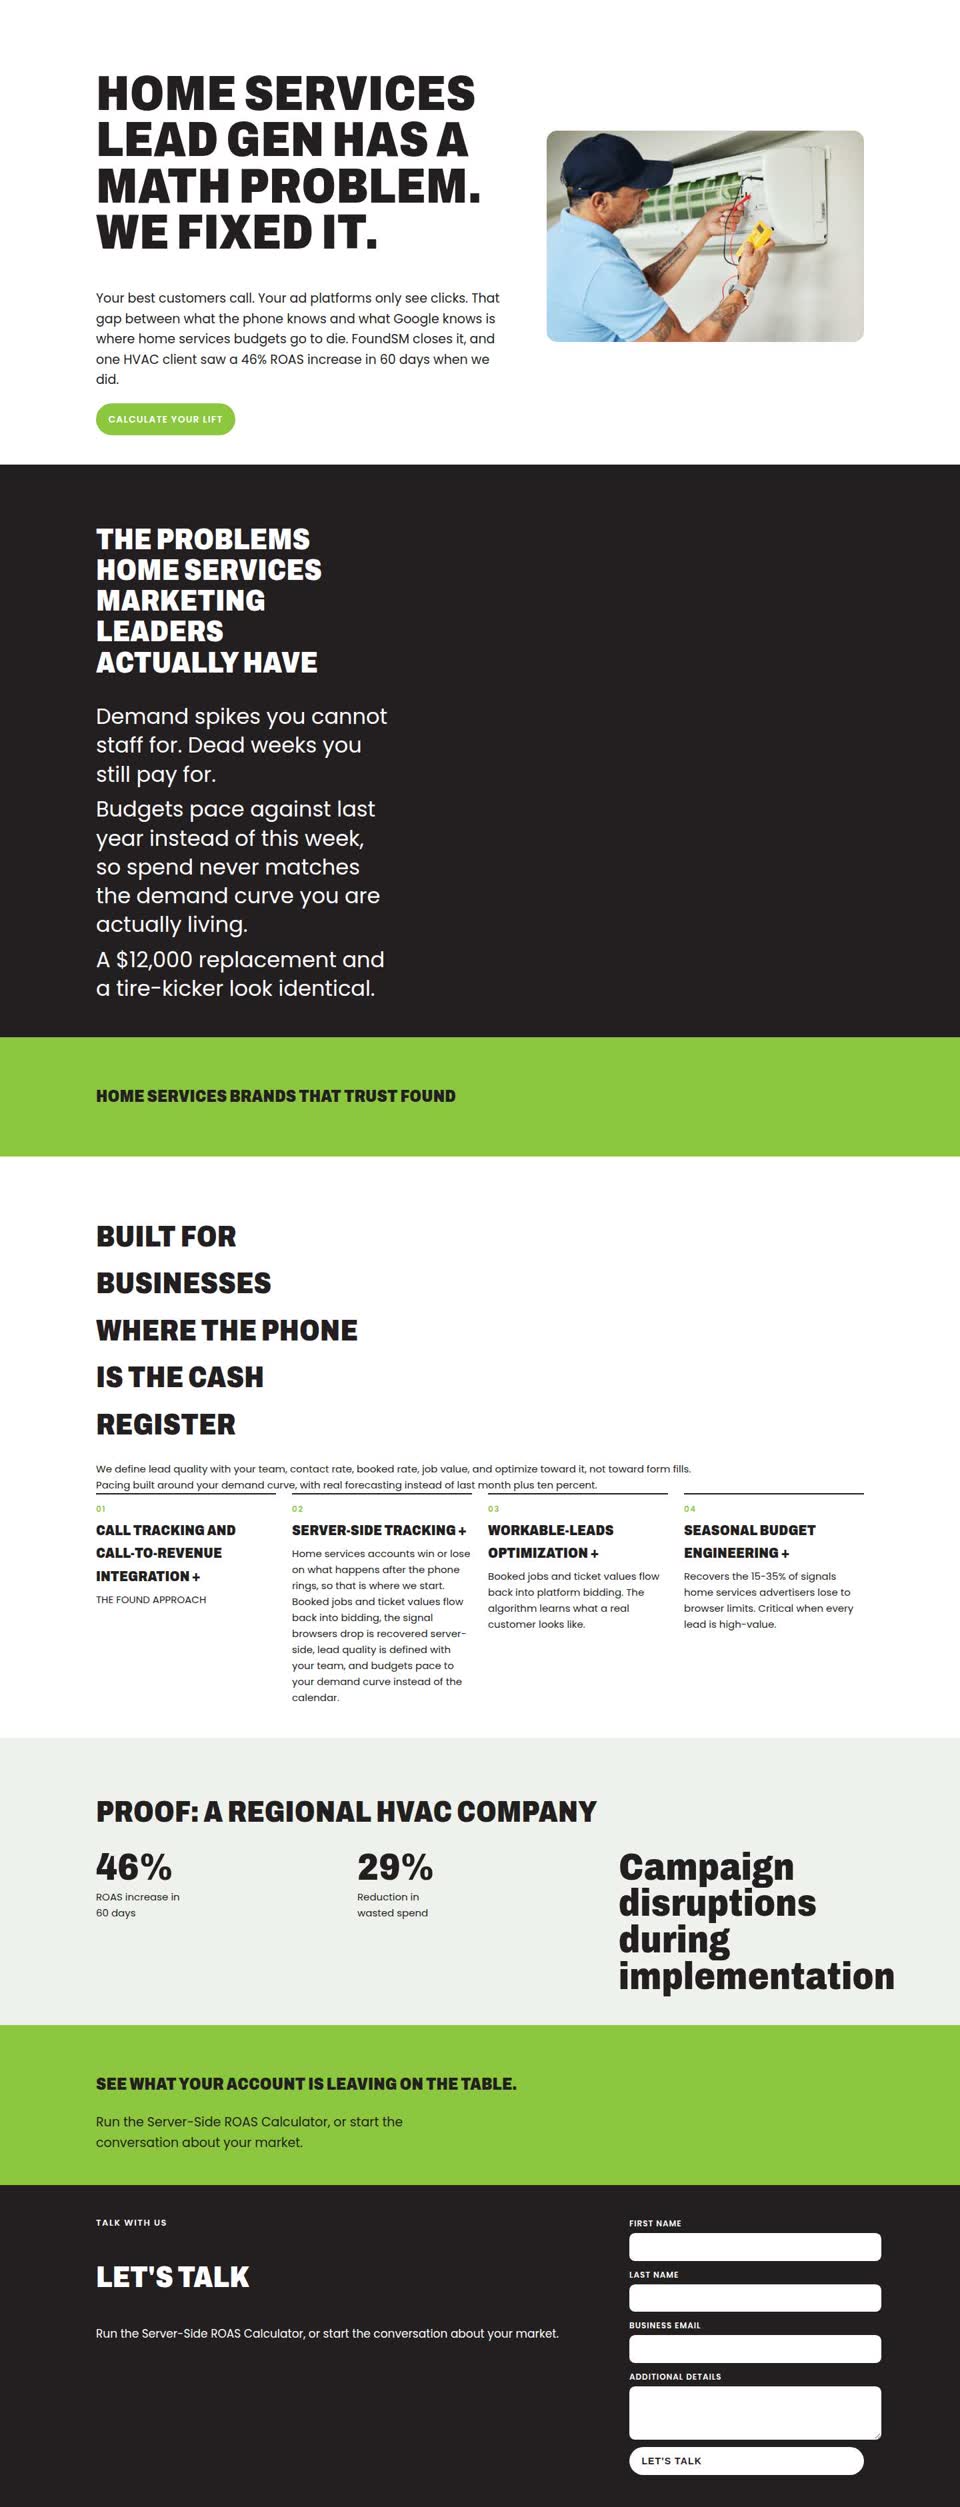 HOME SERVICES
LEAD GEN HAS A
MATH PROBLEM.
WE FIXED IT.
Your best customers call. Your ad platforms only see clicks. That
gap between what the phone knows and what Google knows is
where home services budgets go to die. FoundSM closes it, and
one HVAC client saw a 46% ROAS increase in 60 days when we
did.
CALCULATE YOUR LIFT
THE PROBLEMS
HOME SERVICES
MARKETING
LEADERS
ACTUALLY HAVE
Demand spikes you cannot
staff for. Dead weeks you
still pay for.
Budgets pace against last
year instead of this week,
so spend never matches
the demand curve you are
actually living.
A $12,000 replacement and
a tire-kicker look identical.
HOME SERVICES BRANDS THAT TRUST FOUND
BUILT FOR
BUSINESSES
WHERE THE PHONE
IS THE CASH
REGISTER
We define lead quality with your team, contact rate, booked rate, job value, and optimize toward it, not toward form fills.
Pacing built around your demand curve, with real forecasting instead of last month plus ten percent.
01
CALL TRACKING AND
CALL-TO-REVENUE
INTEGRATION +
THE FOUND APPROACH
02
SERVER-SIDE TRACKING +
Home services accounts win or lose
on what happens after the phone
rings, so that is where we start.
Booked jobs and ticket values flow
back into bidding, the signal
browsers drop is recovered server-
side, lead quality is defined with
your team, and budgets pace to
your demand curve instead of the
calendar.
03
WORKABLE-LEADS
OPTIMIZATION +
Booked jobs and ticket values flow
back into platform bidding. The
algorithm learns what a real
customer looks like.
04
SEASONAL BUDGET
ENGINEERING +
Recovers the 15-35% of signals
home services advertisers lose to
browser limits. Critical when every
lead is high-value.
PROOF: A REGIONAL HVAC COMPANY
46%
ROAS increase in
60 days
29%
Reduction in
wasted spend
Campaign
disruptions
during
implementation
SEE WHAT YOUR ACCOUNT IS LEAVING ON THE TABLE.
Run the Server-Side ROAS Calculator, or start the
conversation about your market.
TALK WITH US
LET'S TALK
Run the Server-Side ROAS Calculator, or start the conversation about your market.
FIRST NAME
LAST NAME
BUSINESS EMAIL
ADDITIONAL DETAILS
LET'S TALK